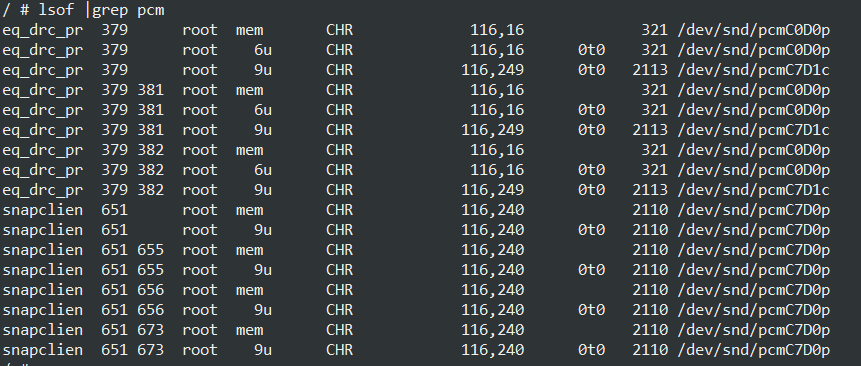 / # lsof |grep pcm
eq_drc_pr 379 root mem CHR 116,16 321 /dev/snd/pcmC0D0p
eq_drc_pr 379 root 6u CHR 116,16 0t0 321 /dev/snd/pcmC0D0p
eq_drc_pr 379 root 9u CHR 116,249 0t0 2113 /dev/snd/pcmC7D1c
eq_drc_pr 379 381 root mem CHR 116,16 321 /dev/snd/pcmC0D0p
eq_drc_pr 379 381 root 6u CHR 116,16 0t0 321 /dev/snd/pcmC0D0p
eq_drc_pr 379 381 root 9u CHR 116,249 0t0 2113 /dev/snd/pcmC7D1c
eq_drc_pr 379 382 root mem CHR 116,16 321 /dev/snd/pcmC0D0p
eq_drc_pr 379 382 root 6u CHR 116,16 0t0 321 /dev/snd/pcmC0D0p
eq_drc_pr 379 382 root 9u CHR 116,249 0t0 2113 /dev/snd/pcmC7D1c
snapclien 651 root mem CHR 116,240 2110 /dev/snd/pcmC7D0p
snapclien 651 root 9u CHR 116,240 0t0 2110 /dev/snd/pcmC7D0p
snapclien 651 655 root mem CHR 116,240 2110 /dev/snd/pcmC7D0p
snapclien 651 655 root 9u CHR 116,240 0t0 2110 /dev/snd/pcmC7D0p
snapclien 651 656 root mem CHR 116,240 2110 /dev/snd/pcmC7D0p
snapclien 651 656 root 9u CHR 116,240 0t0 2110 /dev/snd/pcmC7D0p
snapclien 651 673 root mem CHR 116,240 2110 /dev/snd/pcmC7D0p
snapclien 651 673 root 9u CHR 116,240 0t0 2110 /dev/snd/pcmC7D0p